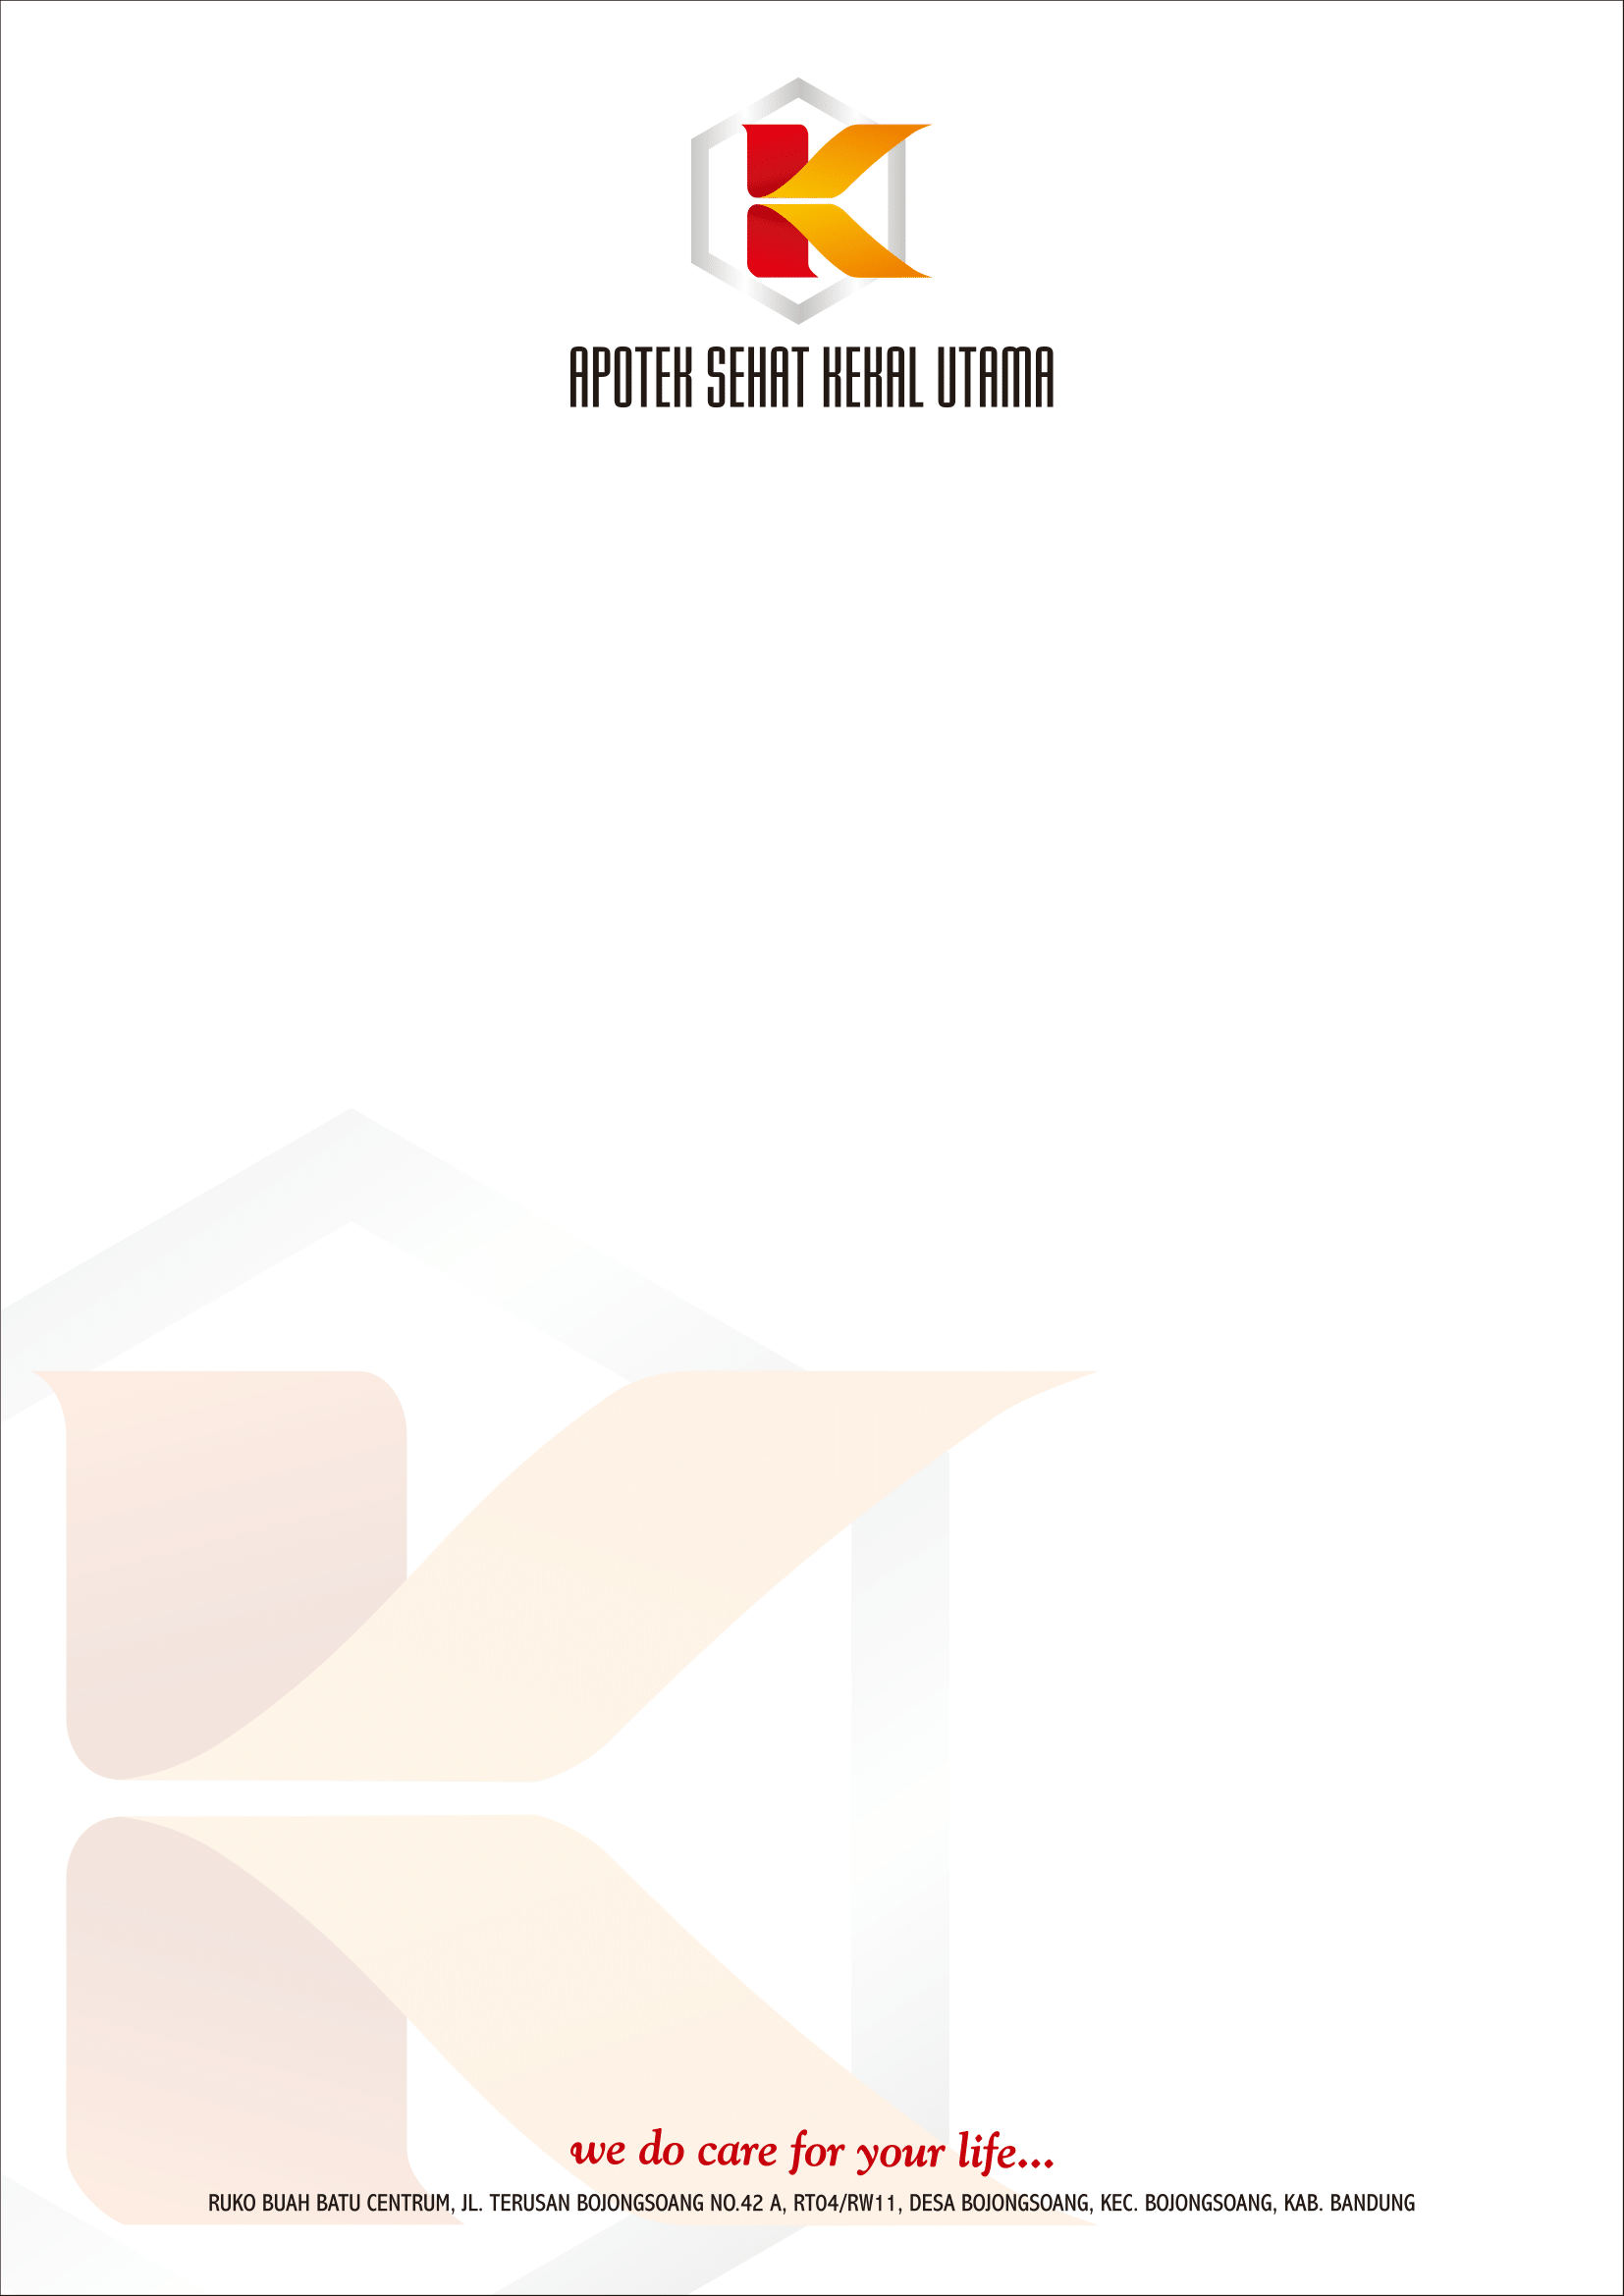 APOTEK SEHAT KEKAL UTAMA
we do care for your life...
RUKO BUAH BATU CENTRUM, JL. TERUSAN BOJONGSOANG NO.42 A, RT04/RW11, DESA BOJONGSOANG, KEC. BOJONGSOANG, KAB. BANDUNG